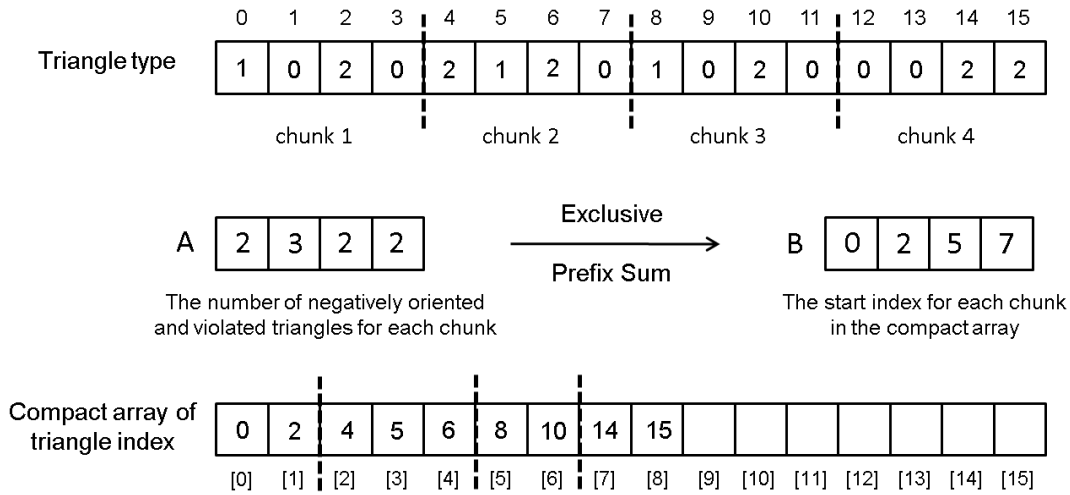 0 1 2 3 4 5 6 7 8 9 10 11 12 13 14 15
Triangle type 1 0 2 0 2 1 2 0 1 0 2 0 0 0 2 2
chunk 1 chunk 2 chunk 3 chunk 4
Exclusive
A 2 3 2 2 B 0 2 5 7
Prefix Sum
The number of negatively oriented
and violated triangles for each chunk
The start index for each chunk
in the compact array
Compact array of
triangle index
0 2 4 5 6 8 10 14 15
[0] [1] [2] [3] [4] [5] [6] [7] [8] [9] [10] [11] [12] [13] [14] [15]